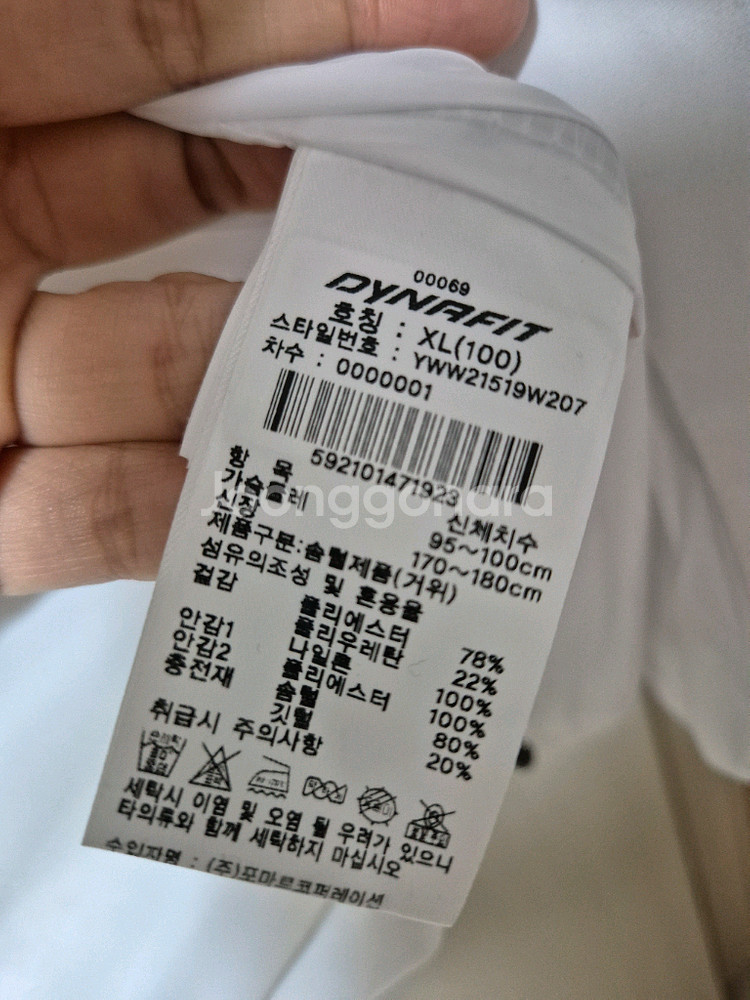 00069
DYNAFIT
호칭 : XL(100)
스타일번호 : YWW21519W207
차수 : 0000001
592101471923
항 목 신체치수
가슴둘레 95~100cm
신장 170~180cm
제품구분:솜털제품(거위)
섬유의조성 및 혼용율
겉감 폴리에스터 78%
폴리우레탄 22%
안감1 나일론 100%
안감2 폴리에스터 100%
충전재 솜털 80%
깃털 20%
취급시 주의사항
세탁시 이염 및 오염 될 우려가 있으니
타의류와 함께 세탁하지 마십시오
수입자명 : (주)포마르코퍼레이션
Joonggonara